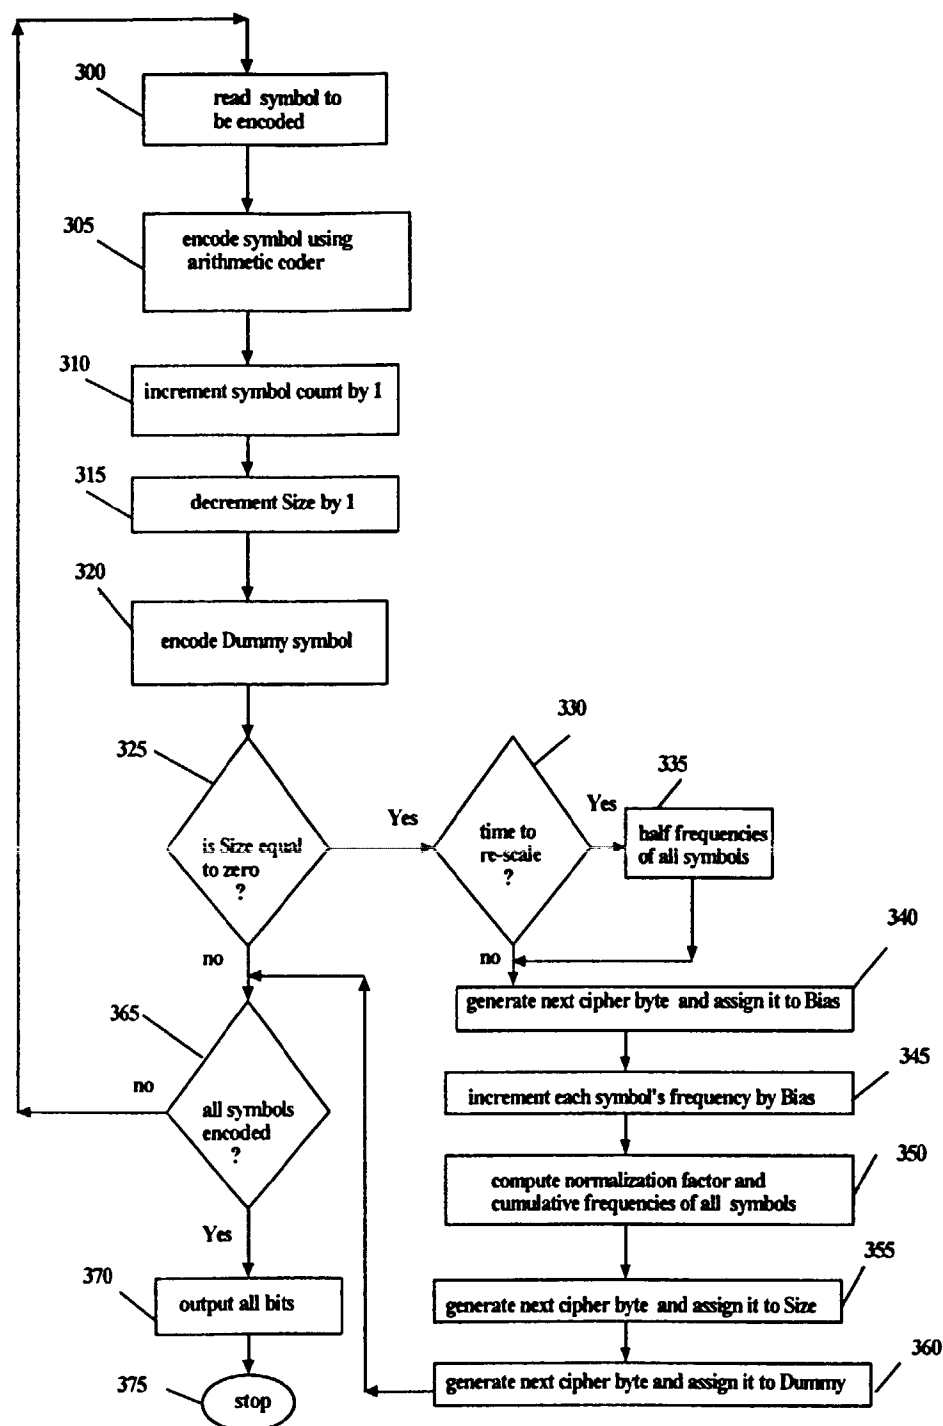 300
read symbol to
be encoded
305
encode symbol using
arithmetic coder
310
increment symbol count by 1
315
decrement Size by 1
320
encode Dummy symbol
325
is Size equal
to zero
?
Yes
no
330
time to
re-scale
?
Yes
no
335
half frequencies
of all symbols
340
generate next cipher byte and assign it to Bias
345
increment each symbol's frequency by Bias
350
compute normalization factor and
cumulative frequencies of all symbols
355
generate next cipher byte and assign it to Size
360
generate next cipher byte and assign it to Dummy
365
all symbols
encoded
?
no
Yes
370
output all bits
375
stop